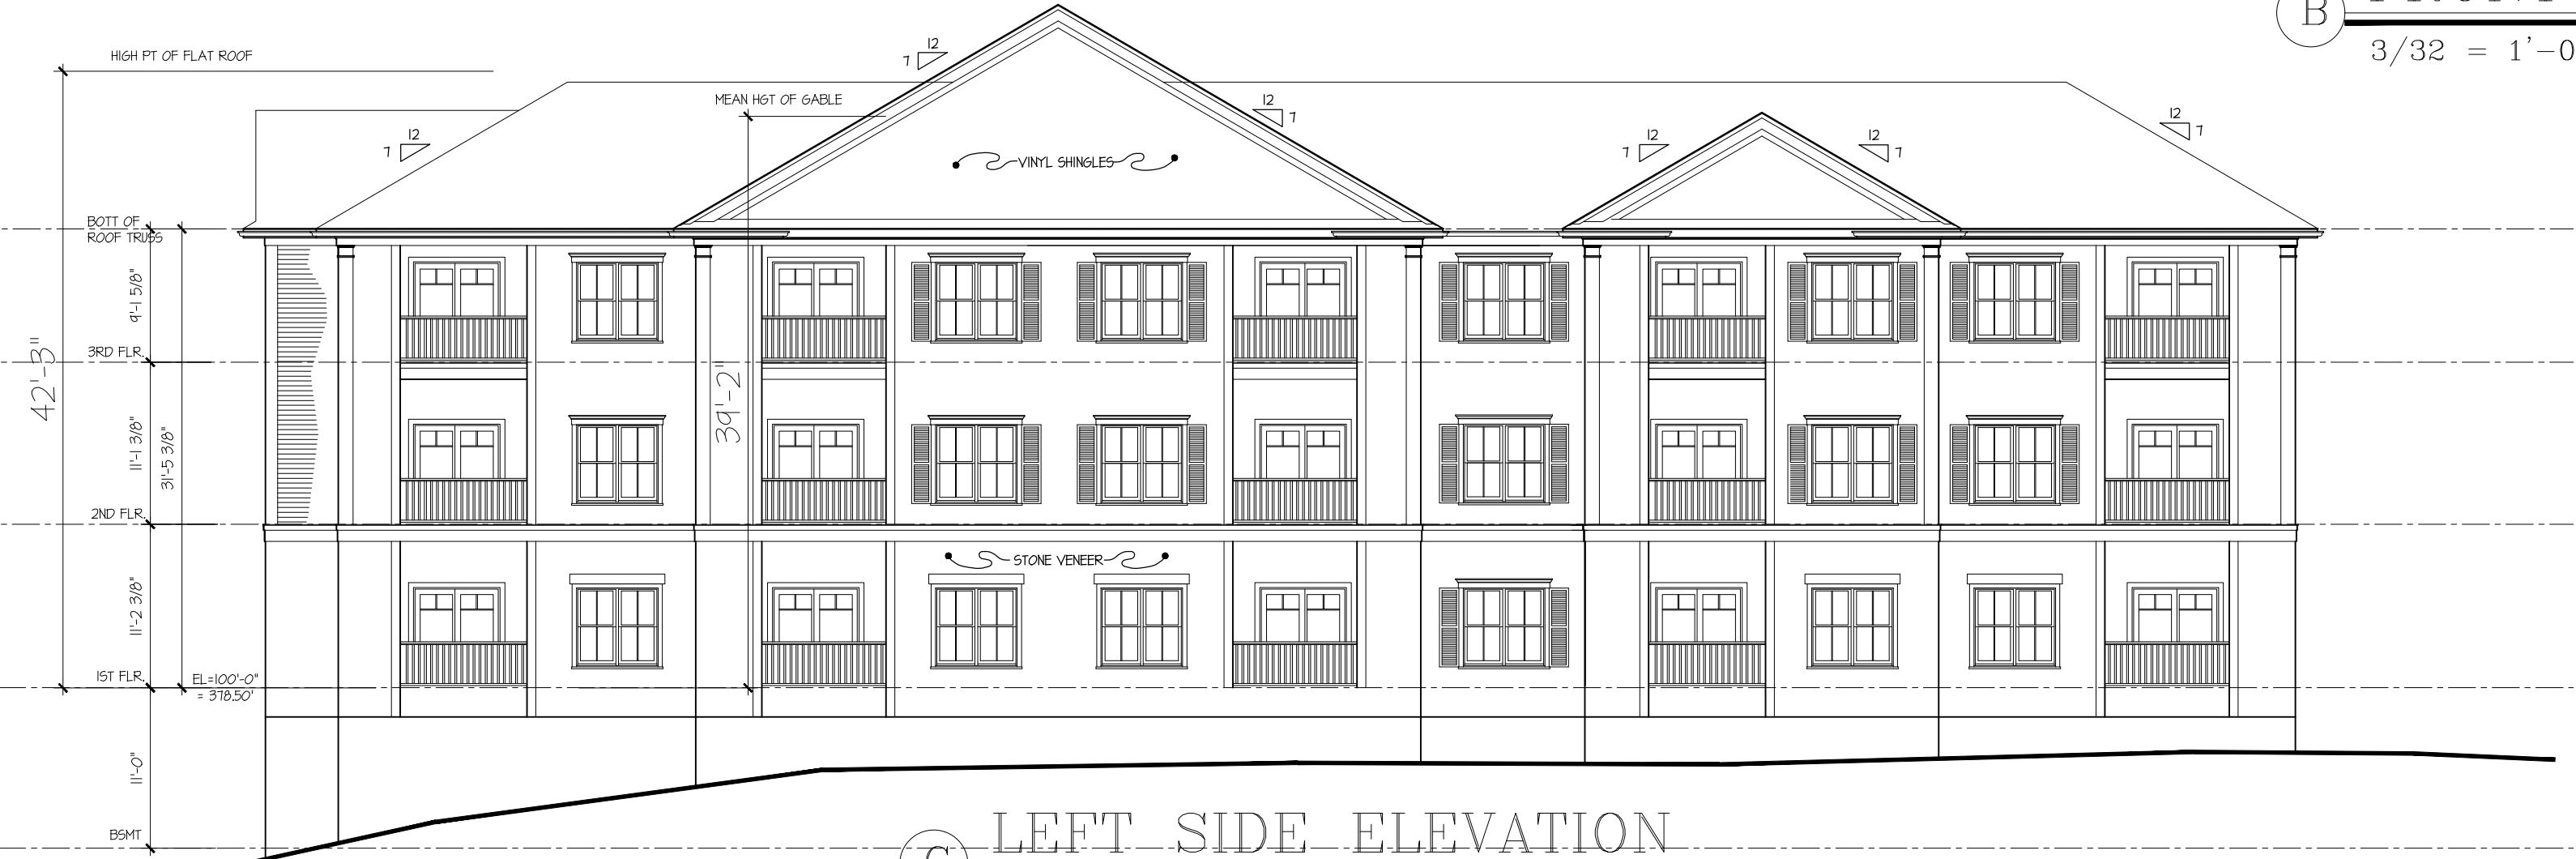 B
3/32 = 1'-0
HIGH PT OF FLAT ROOF
12
7
MEAN HGT OF GABLE
12
7
12
7
VINYL SHINGLES
12
7
12
7
12
7
BOTT OF
ROOF TRUSS
9'-1 5/8"
3RD FLR.
42'-3"
39'-2"
11'-1 3/8"
31'-5 3/8"
2ND FLR.
STONE VENEER
11'-2 3/8"
1ST FLR.
EL=100'-0"
= 378.50'
11'-0"
BSMT
C
LEFT SIDE ELEVATION